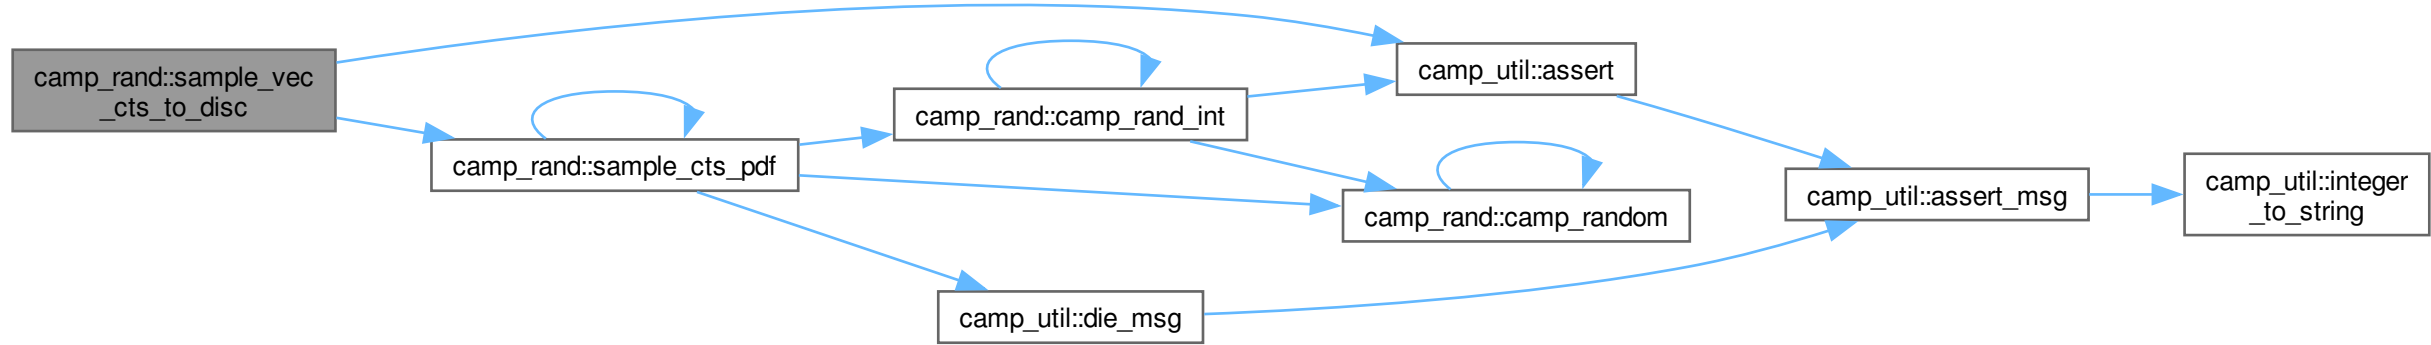 camp_rand::sample_vec
_cts_to_disc
camp_rand::sample_cts_pdf
camp_rand::camp_rand_int
camp_util::assert
camp_rand::camp_random
camp_util::die_msg
camp_util::assert_msg
camp_util::integer
_to_string